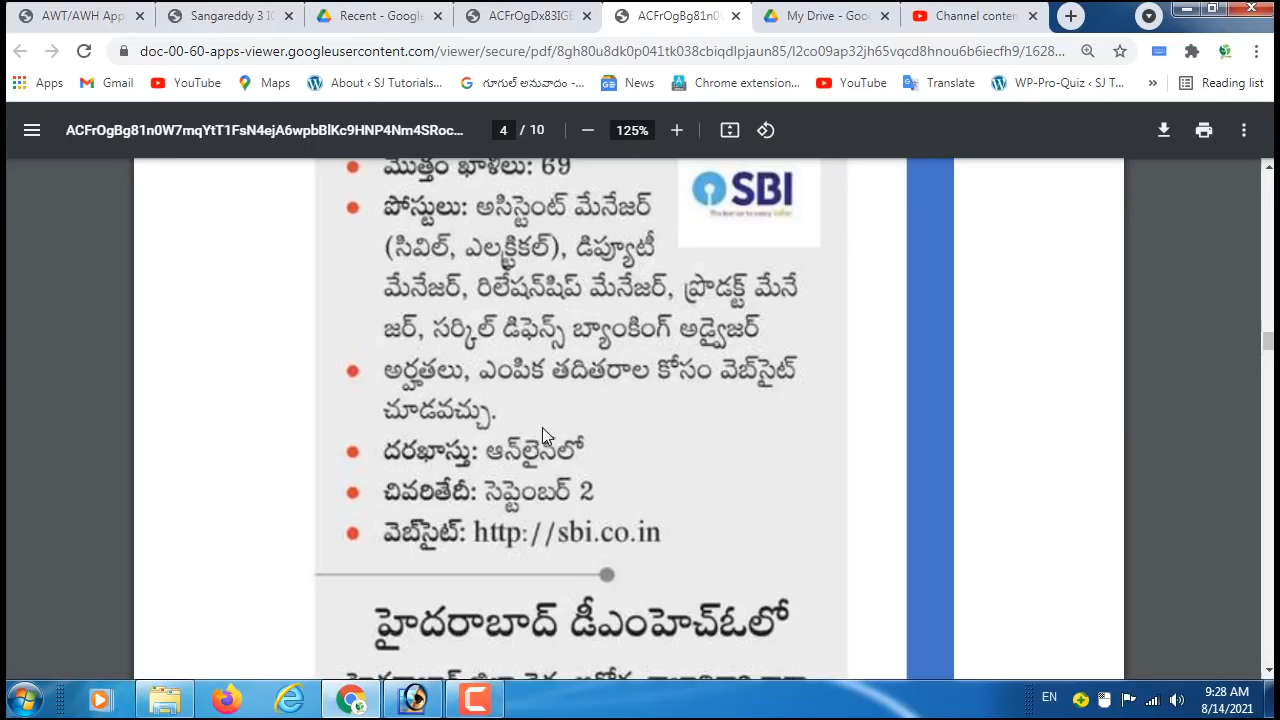 AWT/AWH App
Sangareddy 3 IC
Recent - Google
ACFrOgDx83IGE
ACFrOgBg81n0
My Drive - Goo
Channel conten
doc-00-60-apps-viewer.googleusercontent.com/viewer/secure/pdf/8gh80u8dk0p041tk038cbiqdlpjaun85/l2co09ap32jh65vqcd8hnou6b6iecfh9/1628...
Apps
Gmail
YouTube
Maps
About ‹ SJ Tutorials...
గూగుల్ అనువాదం -...
News
Chrome extension...
YouTube
Translate
WP-Pro-Quiz ‹ SJ T...
»
Reading list
ACFrOgBg81n0W7mqYtT1FsN4ejA6wpbBlKc9HNP4Nm4SRoc...
4 / 10
125%
మొత్తం ఖాళీలు: 69
SBI
పోస్టులు: అసిస్టెంట్ మేనేజర్
(సివిల్, ఎలక్ట్రికల్), డిప్యూటీ
మేనేజర్, రిలేషన్‌షిప్ మేనేజర్, ప్రొడక్ట్ మేనే
జర్, సర్కిల్ డిఫెన్స్ బ్యాంకింగ్ అడ్వైజర్
అర్హతలు, ఎంపిక తదితరాల కోసం వెబ్‌సైట్
చూడవచ్చు.
దరఖాస్తు: ఆన్‌లైన్‌లో
చివరితేదీ: సెప్టెంబర్ 2
వెబ్‌సైట్: http://sbi.co.in
హైదరాబాద్ డీఎంహెచ్‌ఓలో
EN
9:28 AM
8/14/2021